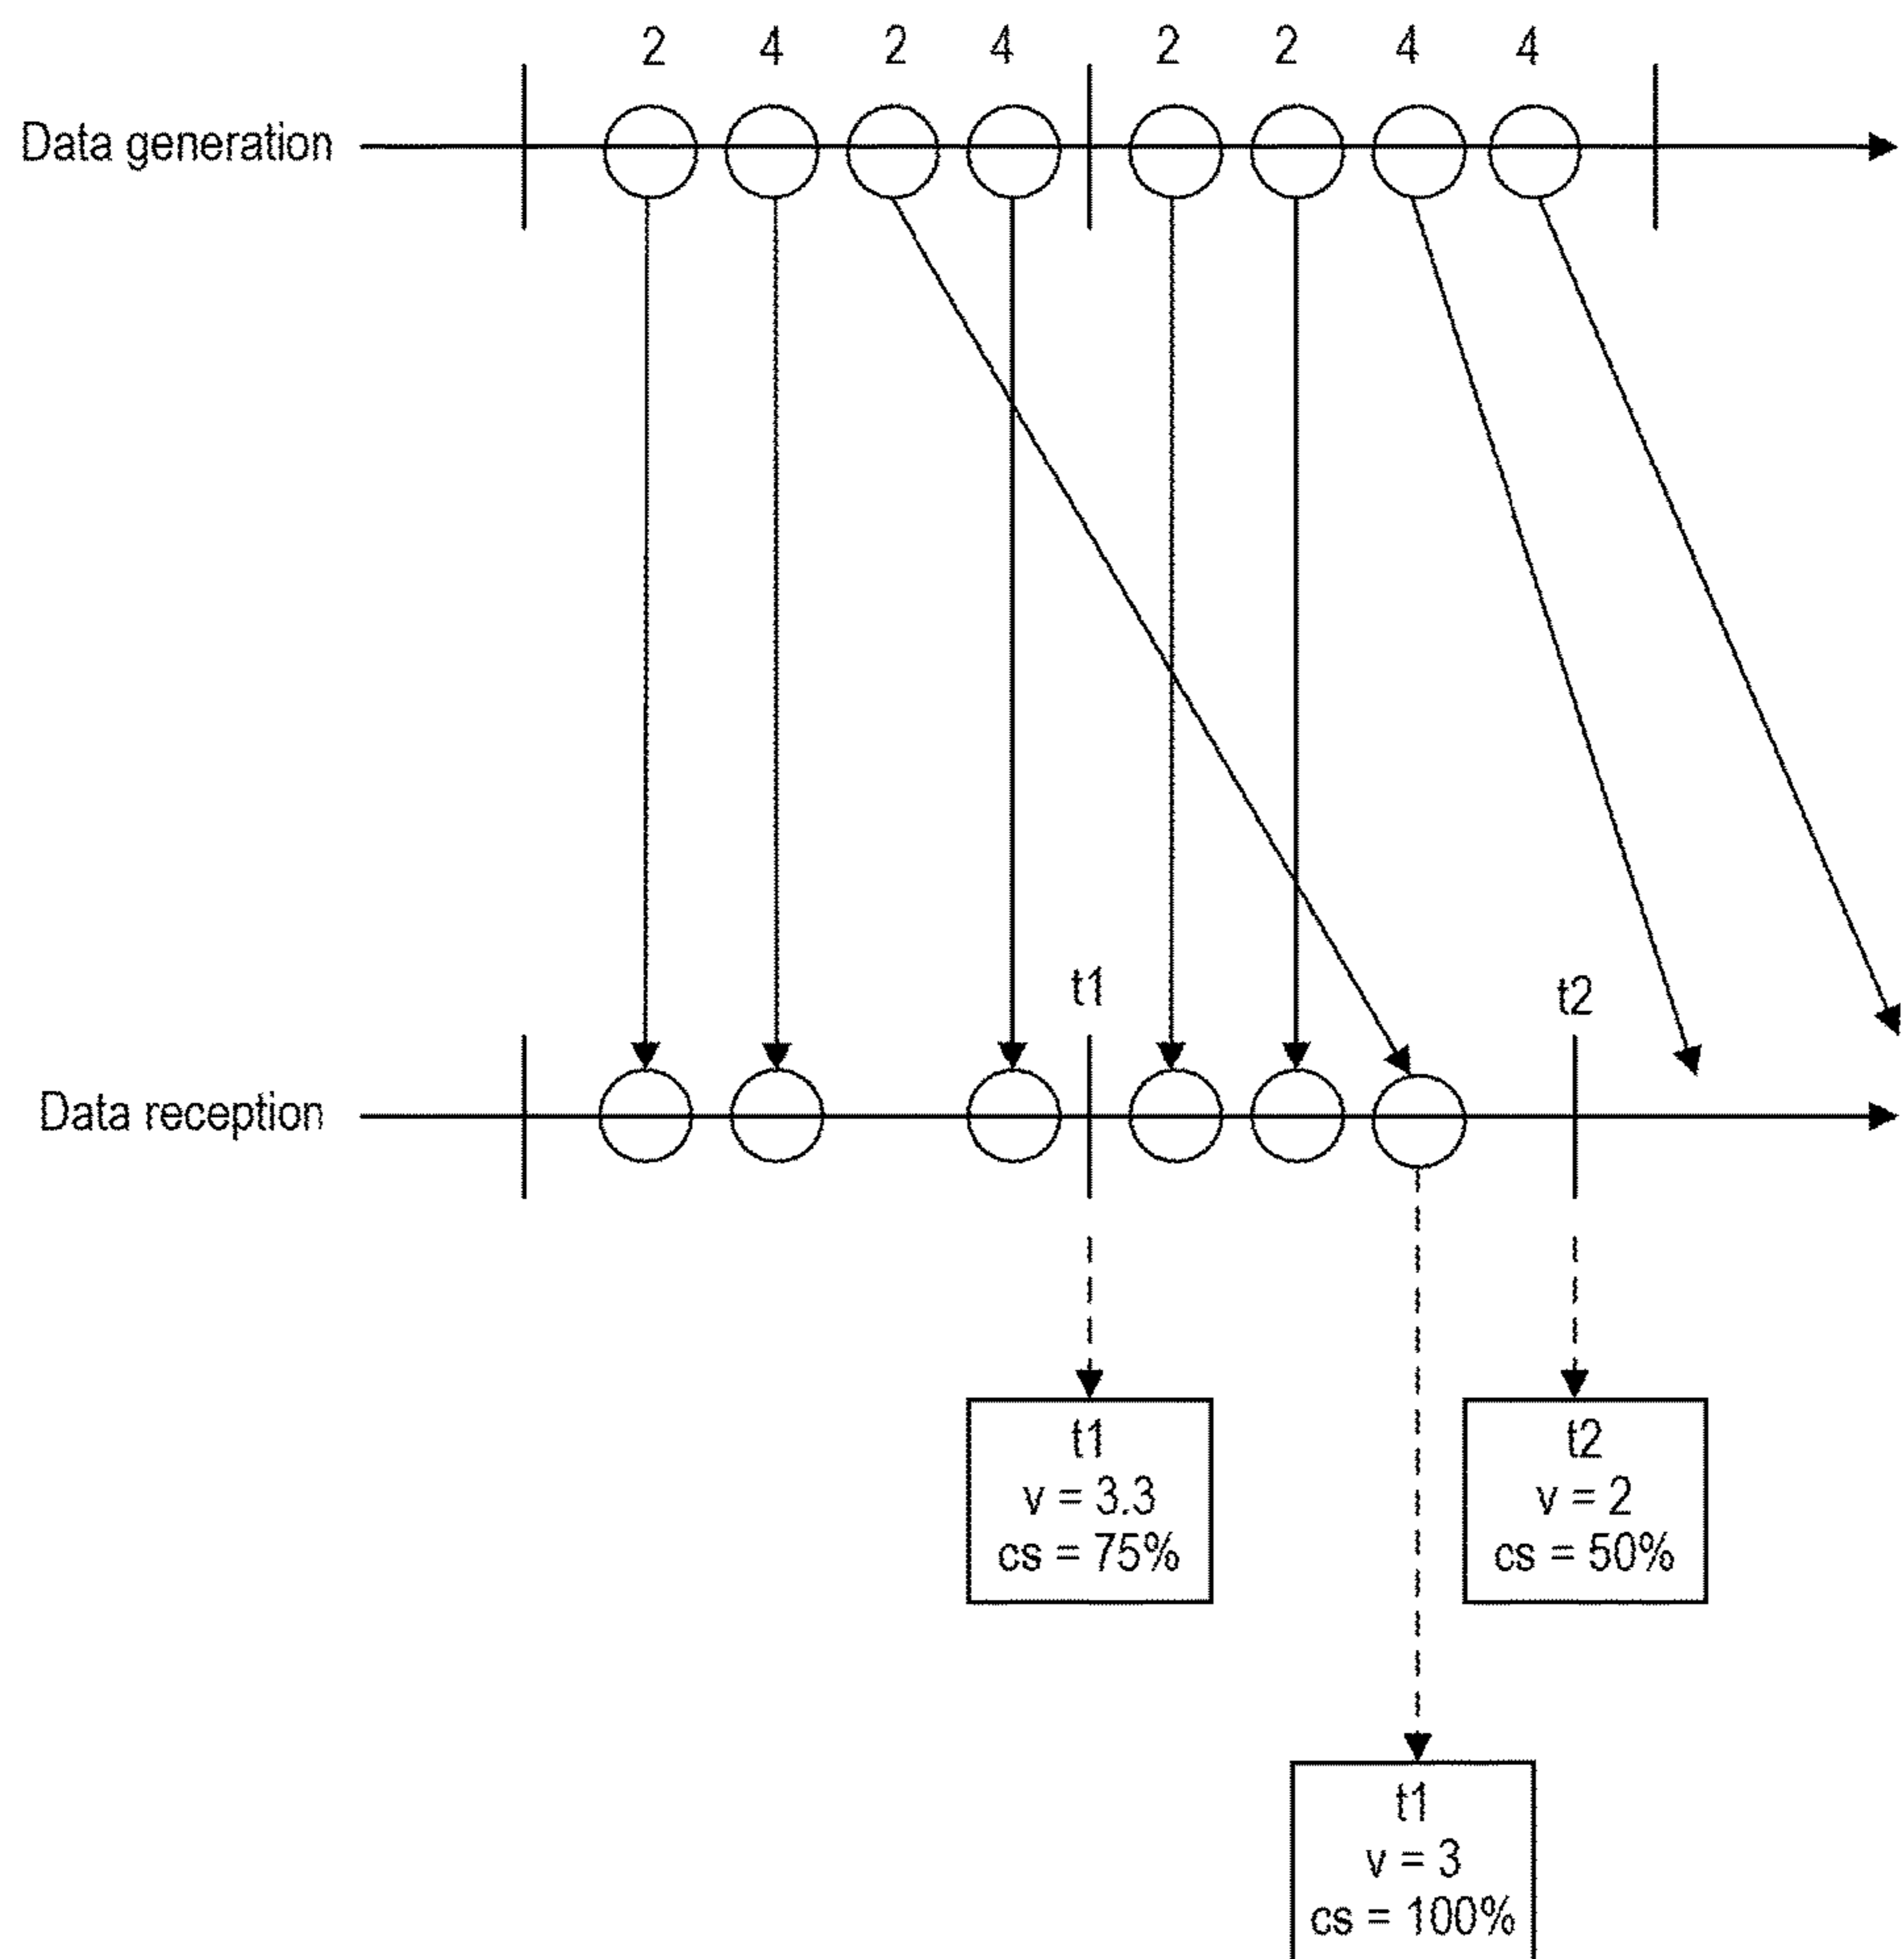 2 4 2 4 2 2 4 4
Data generation
t1
t2
Data reception
t1
v = 3.3
cs = 75%
t2
v = 2
cs = 50%
t1
v = 3
cs = 100%